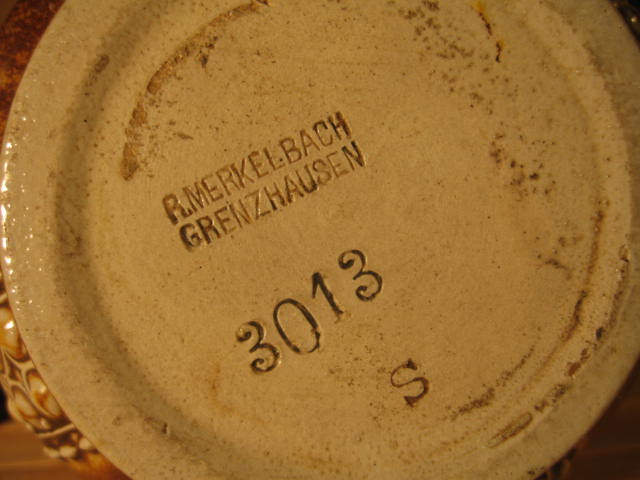 R.MERKELBACH
GRENZHAUSEN
3013
S